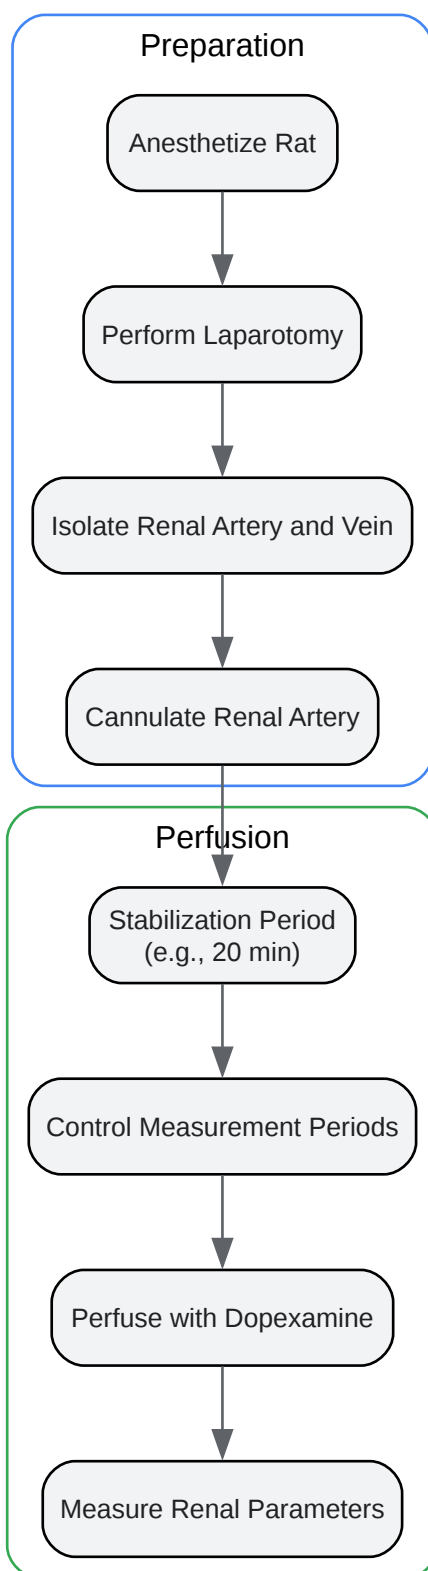 Preparation
Anesthetize Rat
Perform Laparotomy
Isolate Renal Artery and Vein
Cannulate Renal Artery
Perfusion
Stabilization Period
(e.g., 20 min)
Control Measurement Periods
Perfuse with Dopexamine
Measure Renal Parameters